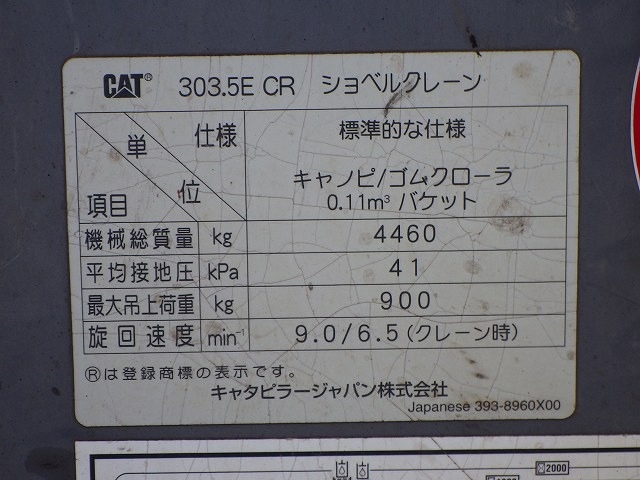 CAT® 303.5E CR ショベルクレーン
単位 仕様 標準的な仕様
項目 キャノピ/ゴムクローラ
0.11m³ バケット
機械総質量 kg 4460
平均接地圧 kPa 41
最大吊上荷重 kg 900
旋回速度 min⁻¹ 9.0/6.5(クレーン時)
®は登録商標の表示です。
キャタピラージャパン株式会社
Japanese 393-8960X00
2000